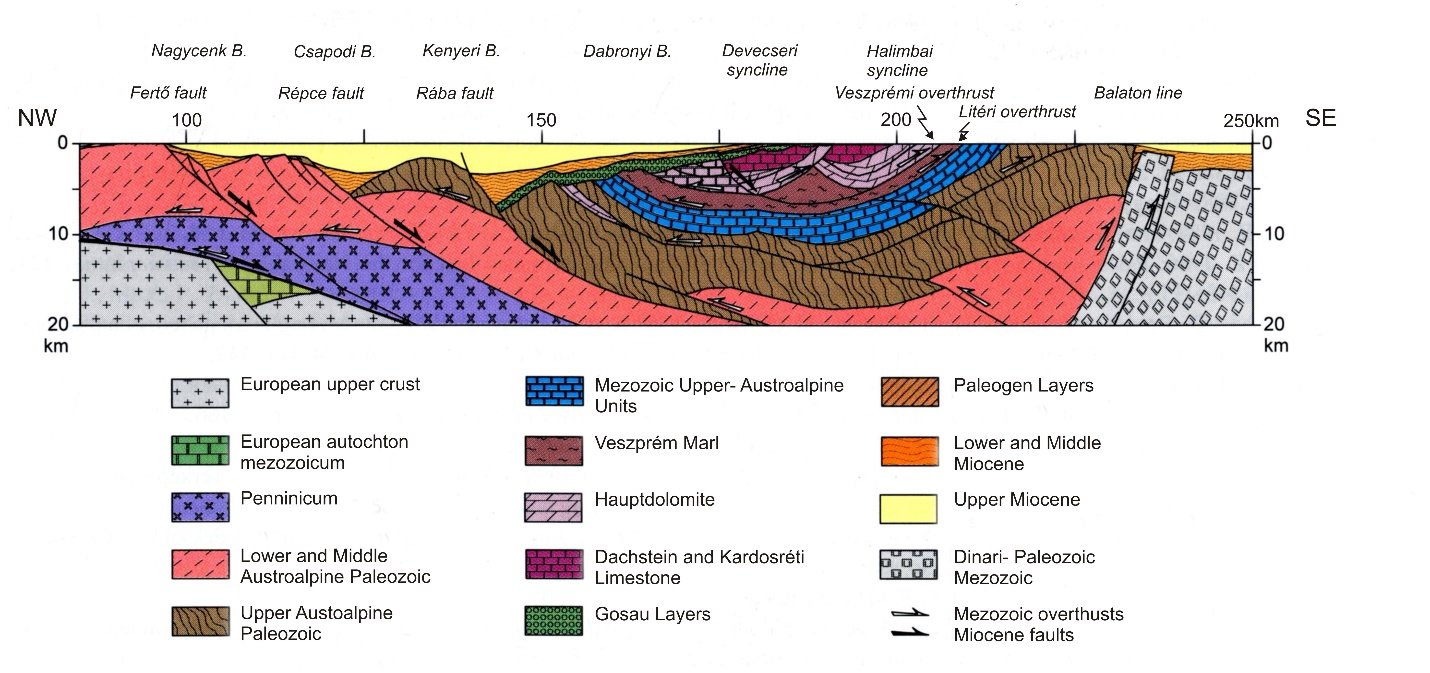 Nagycenk B. Csapodi B. Kenyeri B. Dabronyi B. Devecseri Halimbai
syncline syncline
Fertő fault Répce fault Rába fault Veszprémi overthrust Balaton line
Litéri overthrust
NW 100 150 200 250km SE
0 0
10 10
20 20
km km
European upper crust
European autochton
mezozoicum
Penninicum
Lower and Middle
Austroalpine Paleozoic
Upper Austoalpine
Paleozoic
Mezozoic Upper- Austroalpine
Units
Veszprém Marl
Hauptdolomite
Dachstein and Kardosréti
Limestone
Gosau Layers
Paleogen Layers
Lower and Middle
Miocene
Upper Miocene
Dinari- Paleozoic
Mezozoic
Mezozoic overthusts
Miocene faults